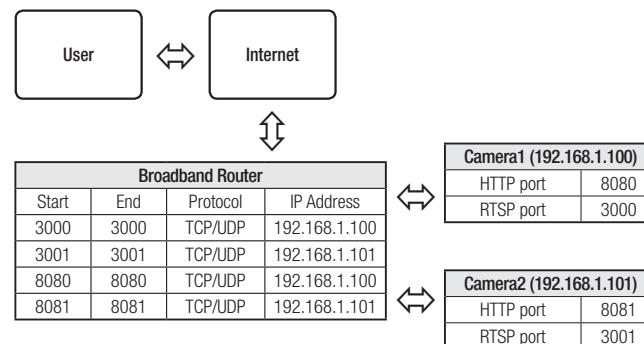 User
Internet
Broadband Router
Start End Protocol IP Address
3000 3000 TCP/UDP 192.168.1.100
3001 3001 TCP/UDP 192.168.1.101
8080 8080 TCP/UDP 192.168.1.100
8081 8081 TCP/UDP 192.168.1.101
Camera1 (192.168.1.100)
HTTP port 8080
RTSP port 3000
Camera2 (192.168.1.101)
HTTP port 8081
RTSP port 3001